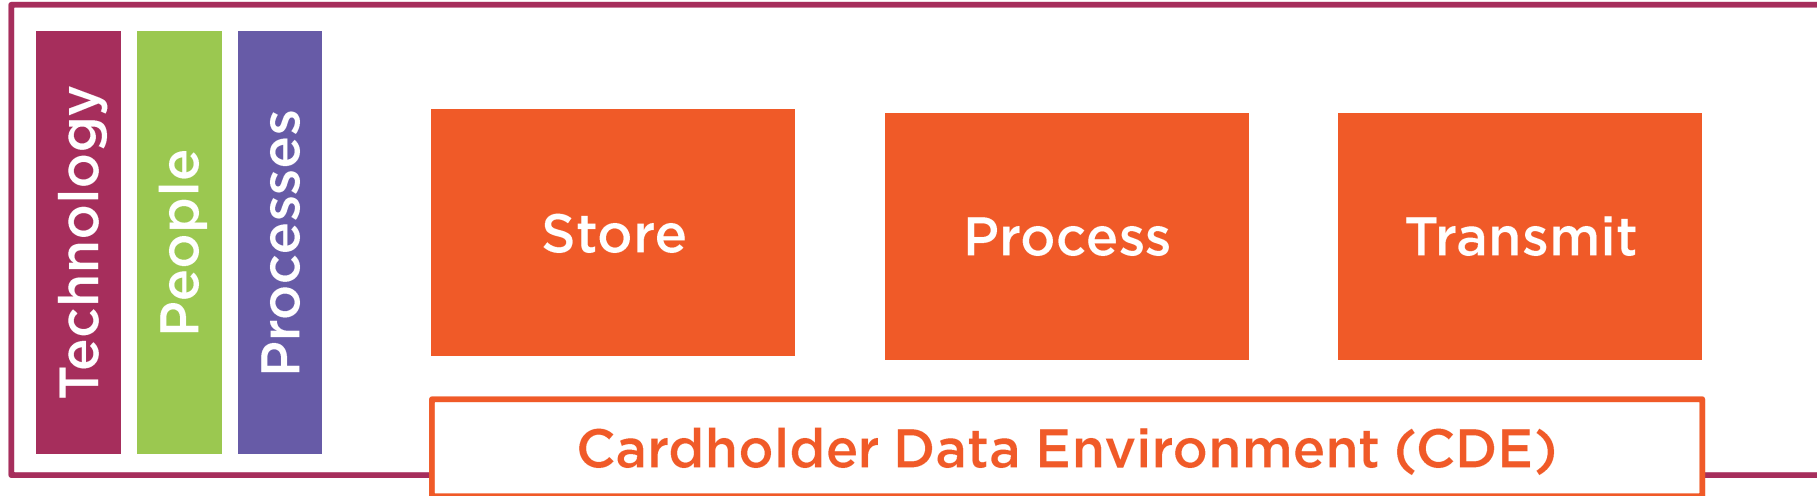 Technology
People
Processes
Store
Process
Transmit
Cardholder Data Environment (CDE)